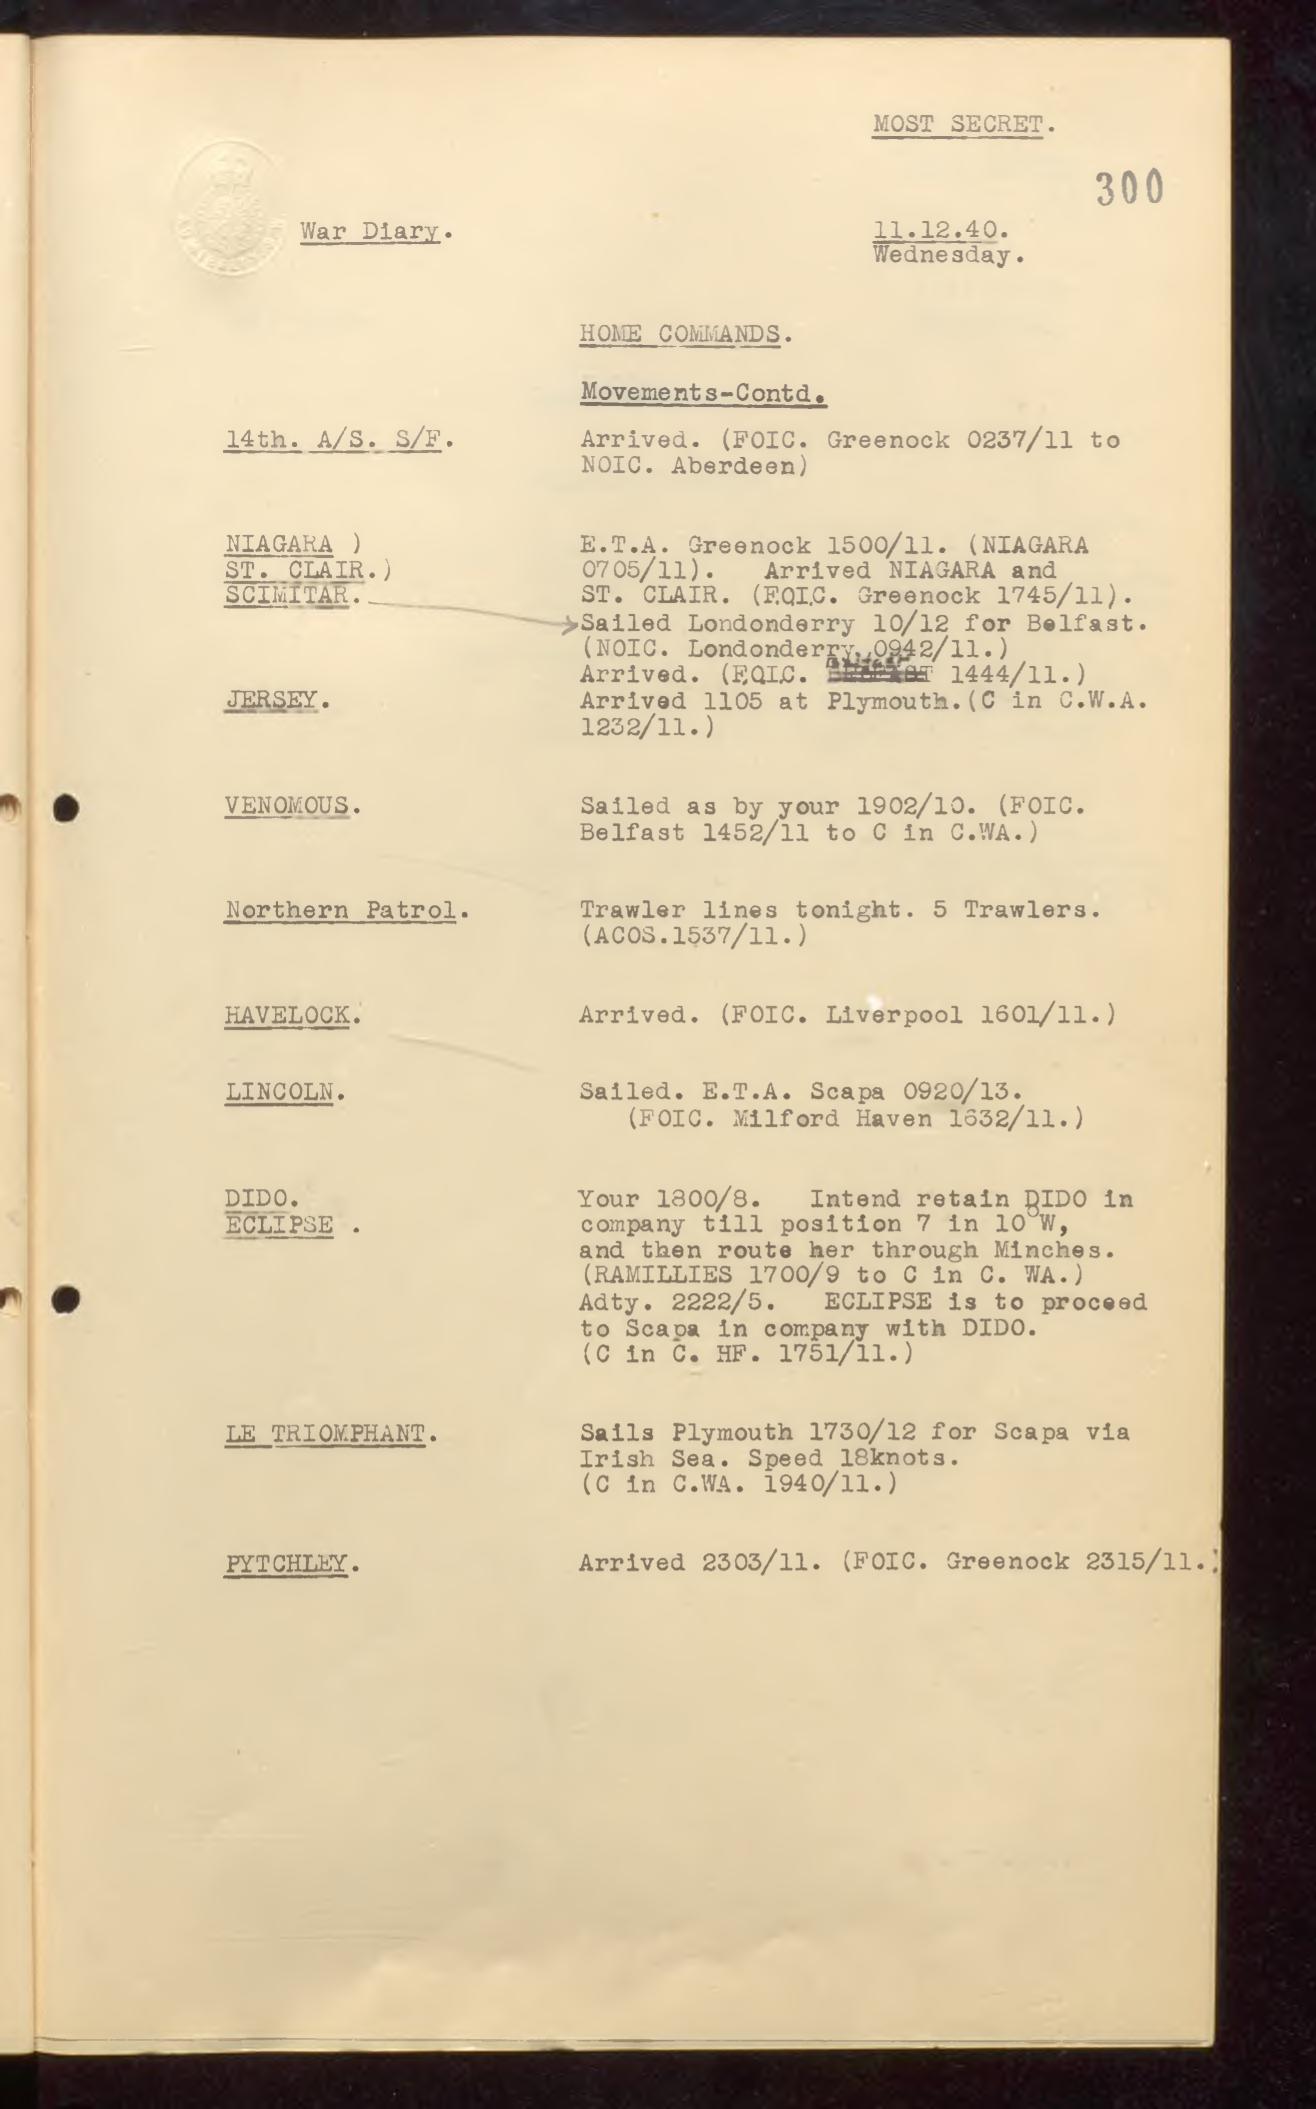 MOST SECRET.
300
War Diary.
11.12.40.
Wednesday.
HOME COMMANDS.
Movements-Contd.
14th. A/S. S/F.
Arrived. (FOIC. Greenock 0237/11 to
NOIC. Aberdeen)
NIAGARA )
ST. CLAIR.)
SCIMITAR.
E.T.A. Greenock 1500/11. (NIAGARA
0705/11). Arrived NIAGARA and
ST. CLAIR. (F.O.I.C. Greenock 1745/11).
Sailed Londonderry 10/12 for Belfast.
(NOIC. Londonderry. 0942/11.)
Arrived. (F.O.I.C. 1444/11.)
JERSEY.
Arrived 1105 at Plymouth.(C in C.W.A.
1232/11.)
VENOMOUS.
Sailed as by your 1902/10. (FOIC.
Belfast 1452/11 to C in C.WA.)
Northern Patrol.
Trawler lines tonight. 5 Trawlers.
(ACOS.1537/11.)
HAVELOCK.
Arrived. (FOIC. Liverpool 1601/11.)
LINCOLN.
Sailed. E.T.A. Scapa 0920/13.
(FOIC. Milford Haven 1632/11.)
DIDO.
ECLIPSE .
Your 1800/8. Intend retain DIDO in
company till position 7 in 10°W,
and then route her through Minches.
(RAMILLIES 1700/9 to C in C. WA.)
Adty. 2222/5. ECLIPSE is to proceed
to Scapa in company with DIDO.
(C in C. HF. 1751/11.)
LE TRIOMPHANT.
Sails Plymouth 1730/12 for Scapa via
Irish Sea. Speed 18knots.
(C in C.WA. 1940/11.)
PYTCHLEY.
Arrived 2303/11. (FOIC. Greenock 2315/11.)